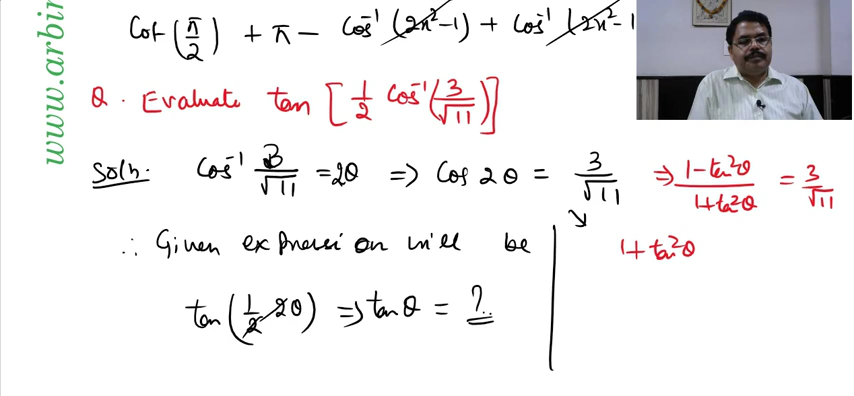 www.arbin
Cot (π/2) + π − Cos⁻¹ (2x²−1) + Cos⁻¹ (2x²−1
Q. Evaluate tan [1/2 Cos⁻¹(3/√11)]
Soln. Cos⁻¹ 3/√11 = 2θ ⇒ Cos 2θ = 3/√11 ⇒ 1−tan²θ/1+tan²θ = 3/√11
∴ Given expression will be
1+tan²θ
tan(1/2 2θ) ⇒ tanθ = ?